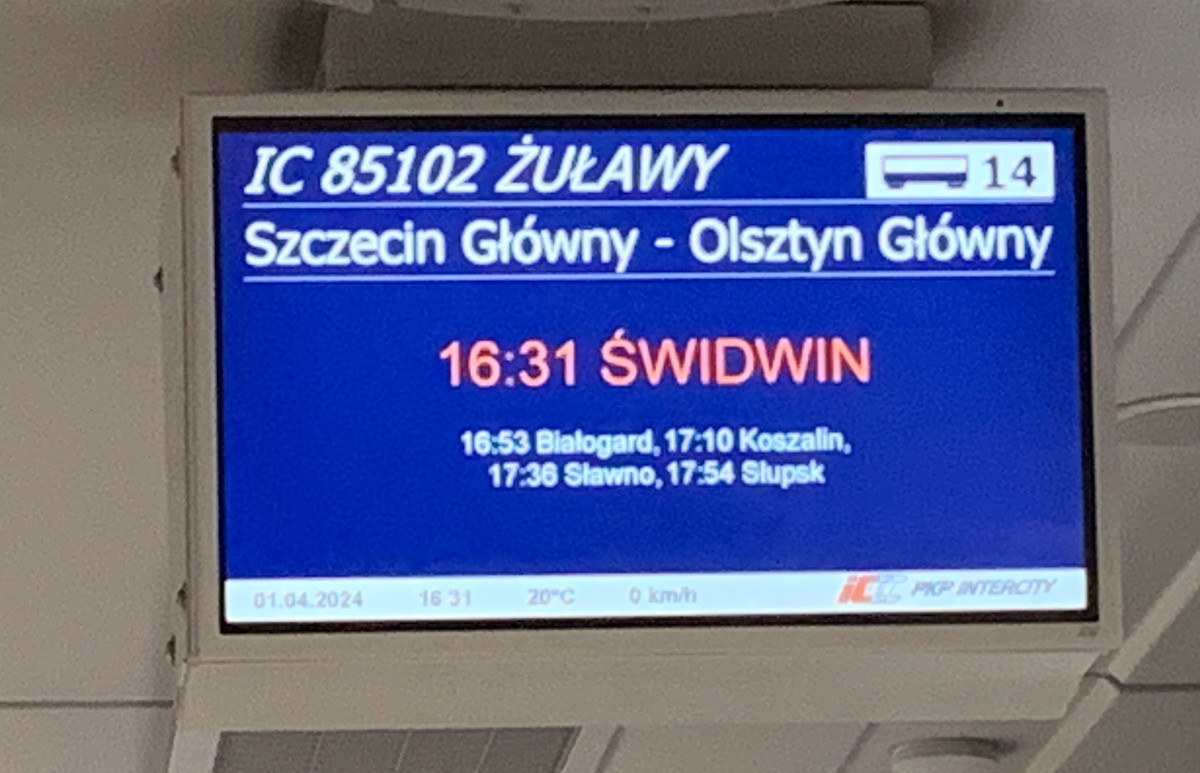 IC 85102 ŻUŁAWY
14
Szczecin Główny - Olsztyn Główny
16:31 ŚWIDWIN
16:53 Białogard, 17:10 Koszalin,
17:36 Sławno, 17:54 Słupsk
01.04.2024 16 31 20°C 0 km/h IC PKP INTERCITY